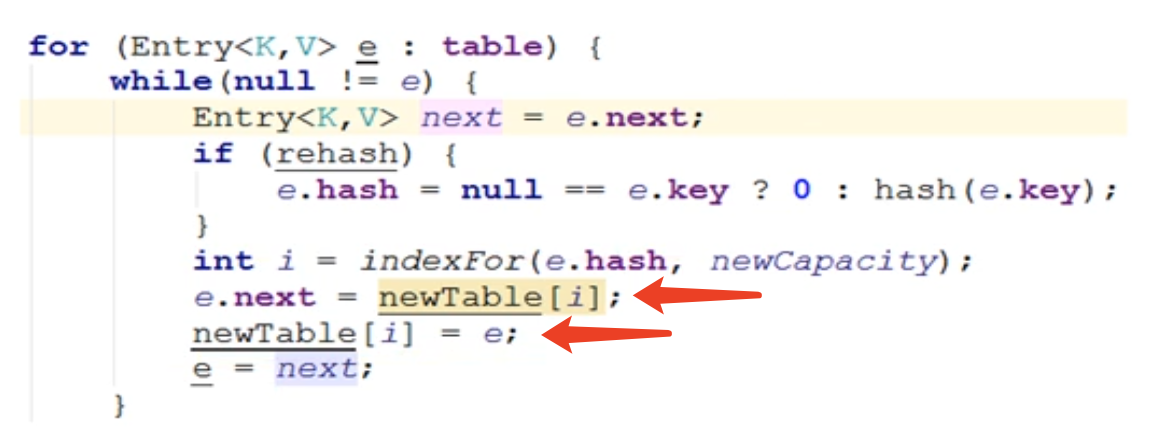 for (Entry<K,V> e : table) {
while(null != e) {
Entry<K,V> next = e.next;
if (rehash) {
e.hash = null == e.key ? 0 : hash(e.key);
}
int i = indexFor(e.hash, newCapacity);
e.next = newTable[i];
newTable[i] = e;
e = next;
}